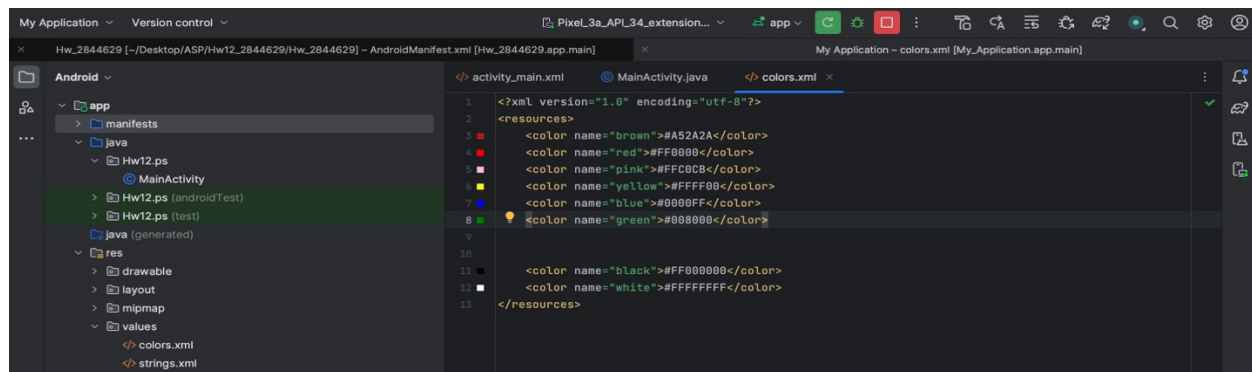 My Application Version control Pixel_3a_API_34_extension... app
Hw_2844629 [~/Desktop/ASP/Hw12_2844629/Hw_2844629] – AndroidManifest.xml [Hw_2844629.app.main]
My Application – colors.xml [My_Application.app.main]
Android
app
manifests
java
Hw12.ps
MainActivity
Hw12.ps (androidTest)
Hw12.ps (test)
java (generated)
res
drawable
layout
mipmap
values
colors.xml
strings.xml
activity_main.xml MainActivity.java colors.xml
1 <?xml version="1.0" encoding="utf-8"?>
2 <resources>
3 <color name="brown">#A52A2A</color>
4 <color name="red">#FF0000</color>
5 <color name="pink">#FFC0CB</color>
6 <color name="yellow">#FFFF00</color>
7 <color name="blue">#0000FF</color>
8 <color name="green">#008000</color>
9
10
11 <color name="black">#FF000000</color>
12 <color name="white">#FFFFFFFF</color>
13 </resources>